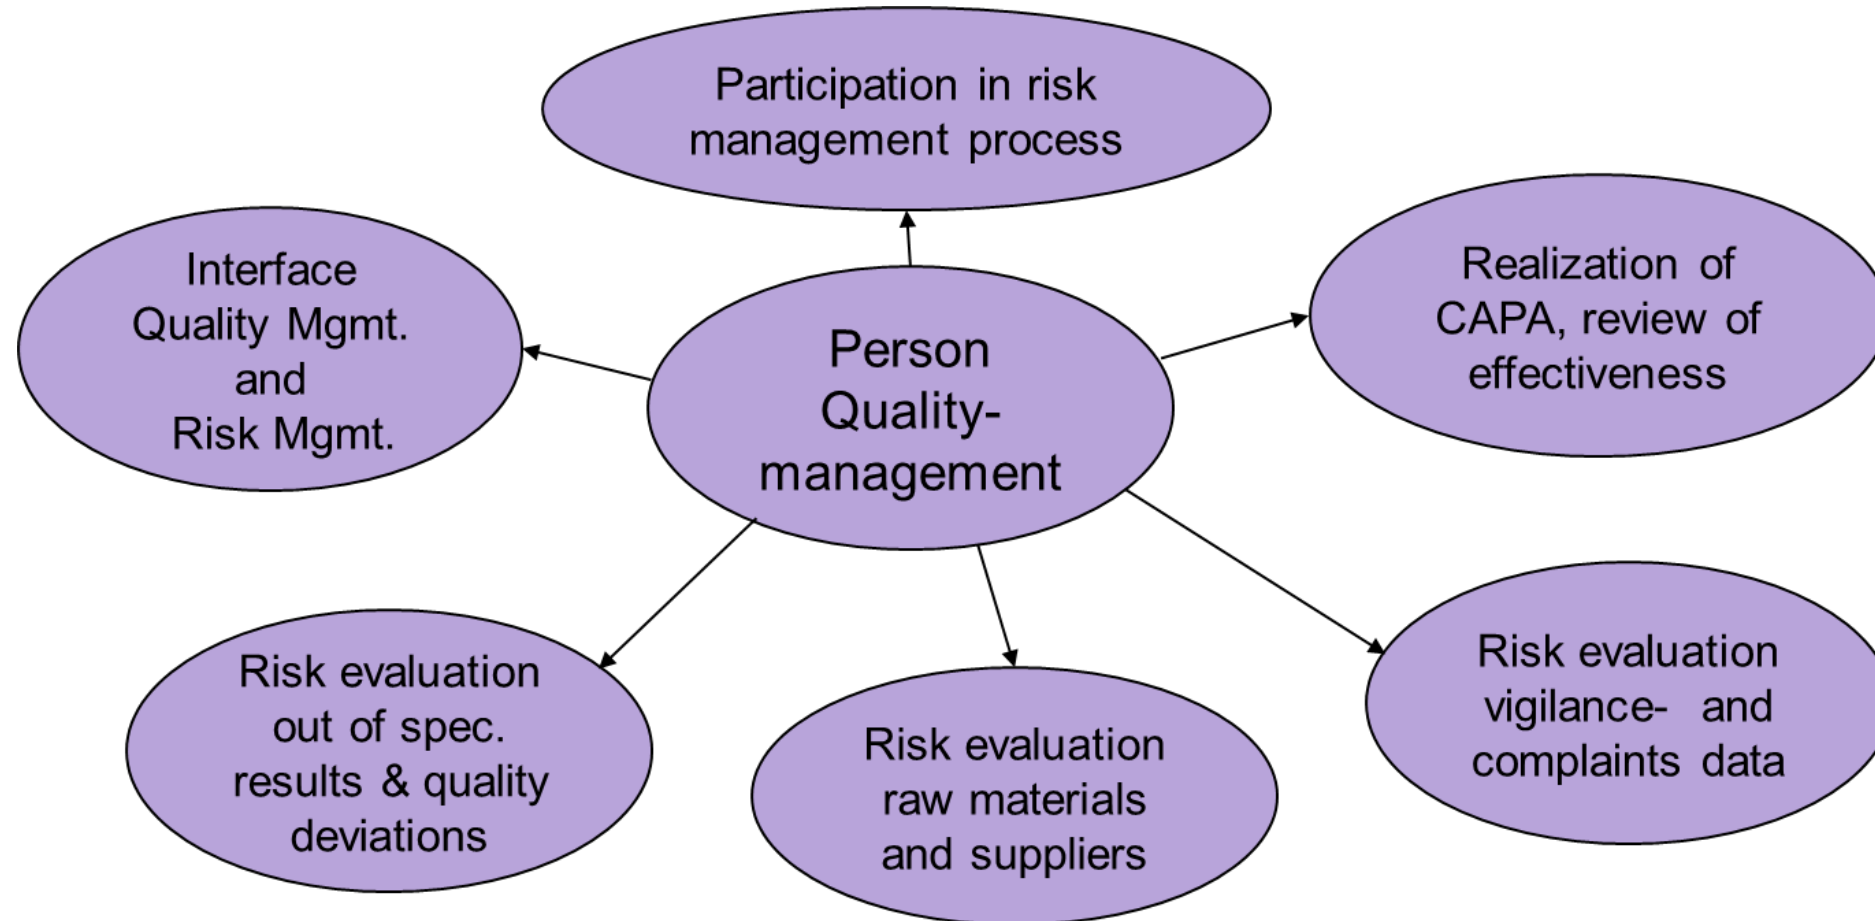 Participation in risk
management process
Interface
Quality Mgmt.
and
Risk Mgmt.
Realization of
CAPA, review of
effectiveness
Person
Quality-
management
Risk evaluation
out of spec.
results & quality
deviations
Risk evaluation
raw materials
and suppliers
Risk evaluation
vigilance- and
complaints data